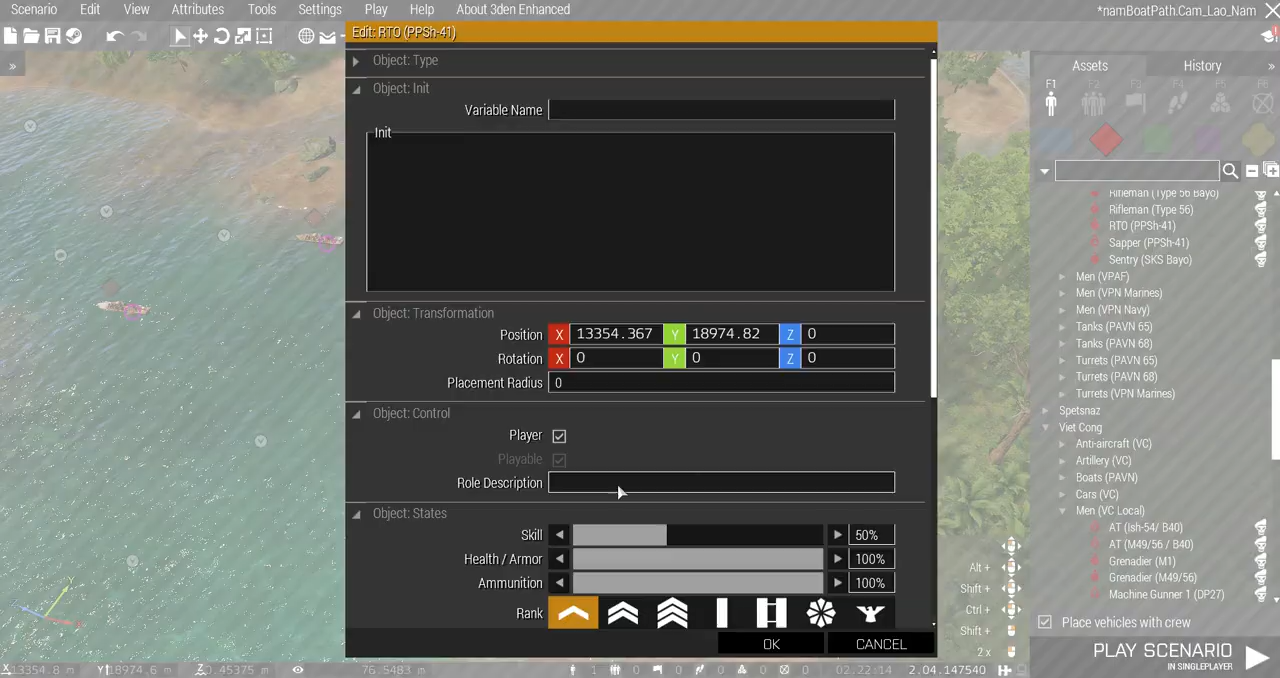 Scenario Edit View Attributes Tools Settings Play Help About 3den Enhanced
*namBoatPath.Cam_Lao_Nam
Edit: RTO (PPSh-41)
Object: Type
Object: Init
Variable Name
Init
Object: Transformation
Position X 13354.367 Y 18974.82 Z 0
Rotation X 0 Y 0 Z 0
Placement Radius 0
Object: Control
Player
Playable
Role Description
Object: States
Skill 50%
Health / Armor 100%
Ammunition 100%
Rank
OK CANCEL
Assets History
F1 F2 F3 F4 F5 F6
Rifleman (Type 56 Bayo)
Rifleman (Type 56)
RTO (PPSh-41)
Sapper (PPSh-41)
Sentry (SKS Bayo)
Men (VPAF)
Men (VPN Marines)
Men (VPN Navy)
Tanks (PAVN 65)
Tanks (PAVN 68)
Turrets (PAVN 65)
Turrets (PAVN 68)
Turrets (VPN Marines)
Spetsnaz
Viet Cong
Anti-aircraft (VC)
Artillery (VC)
Boats (PAVN)
Cars (VC)
Men (VC Local)
AT (Ish-54/ B40)
AT (M49/56 / B40)
Grenadier (M1)
Grenadier (M49/56)
Machine Gunner 1 (DP27)
Alt +
Shift +
Ctrl +
Shift +
2 x
Place vehicles with crew
PLAY SCENARIO
IN SINGLEPLAYER
X 13354.8 m Y 18974.6 m Z 0.45375 m 76.5483 m 1 0 0 0 0 0 02:22:14 2.04.147540